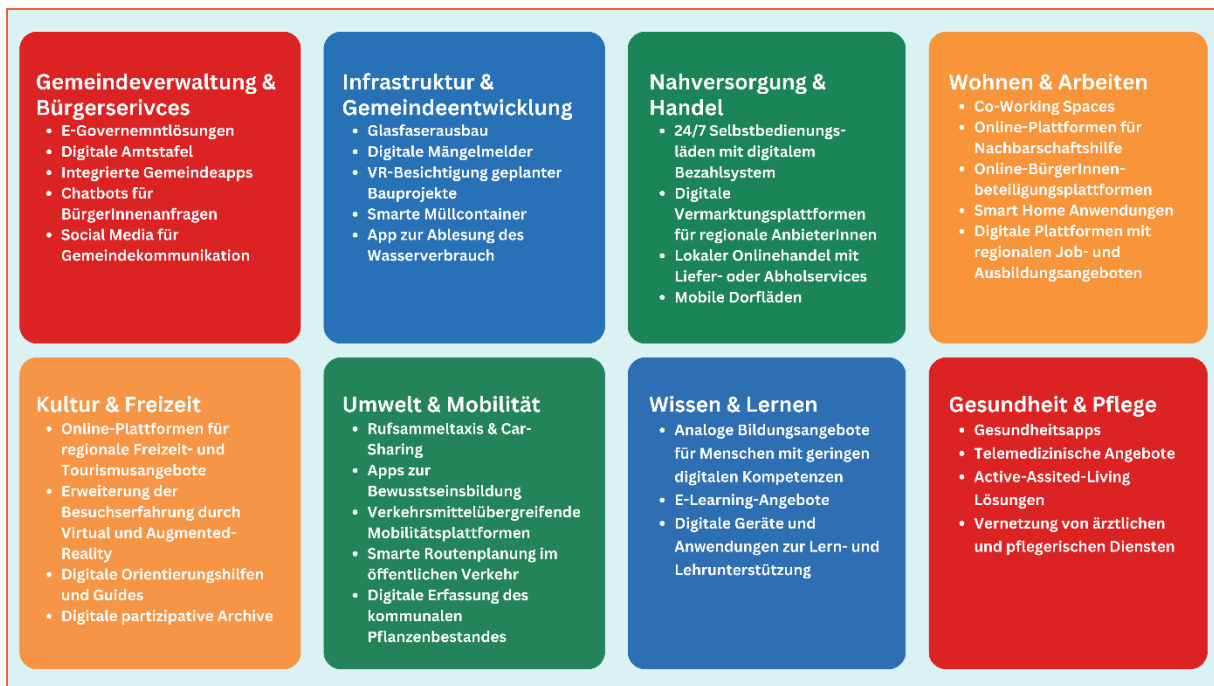 Gemeindeverwaltung &
Bürgerserivces
• E-Governemntlösungen
• Digitale Amtstafel
• Integrierte Gemeindeapps
• Chatbots für
BürgerInnenanfragen
• Social Media für
Gemeindekommunikation
Infrastruktur &
Gemeindeentwicklung
• Glasfaserausbau
• Digitale Mängelmelder
• VR-Besichtigung geplanter
Bauprojekte
• Smarte Müllcontainer
• App zur Ablesung des
Wasserverbrauch
Nahversorgung &
Handel
• 24/7 Selbstbedienungs-
läden mit digitalem
Bezahlsystem
• Digitale
Vermarktungsplattformen
für regionale AnbieterInnen
• Lokaler Onlinehandel mit
Liefer- oder Abholservices
• Mobile Dorfläden
Wohnen & Arbeiten
• Co-Working Spaces
• Online-Plattformen für
Nachbarschaftshilfe
• Online-BürgerInnen-
beteiligungsplattformen
• Smart Home Anwendungen
• Digitale Plattformen mit
regionalen Job- und
Ausbildungsangeboten
Kultur & Freizeit
• Online-Plattformen für
regionale Freizeit- und
Tourismusangebote
• Erweiterung der
Besuchserfahrung durch
Virtual und Augmented-
Reality
• Digitale Orientierungshilfen
und Guides
• Digitale partizipative Archive
Umwelt & Mobilität
• Rufsammeltaxis & Car-
Sharing
• Apps zur
Bewusstseinsbildung
• Verkehrsmittelübergreifende
Mobilitätsplattformen
• Smarte Routenplanung im
öffentlichen Verkehr
• Digitale Erfassung des
kommunalen
Pflanzenbestandes
Wissen & Lernen
• Analoge Bildungsangebote
für Menschen mit geringen
digitalen Kompetenzen
• E-Learning-Angebote
• Digitale Geräte und
Anwendungen zur Lern- und
Lehrunterstützung
Gesundheit & Pflege
• Gesundheitsapps
• Telemedizinische Angebote
• Active-Assited-Living
Lösungen
• Vernetzung von ärztlichen
und pflegerischen Diensten